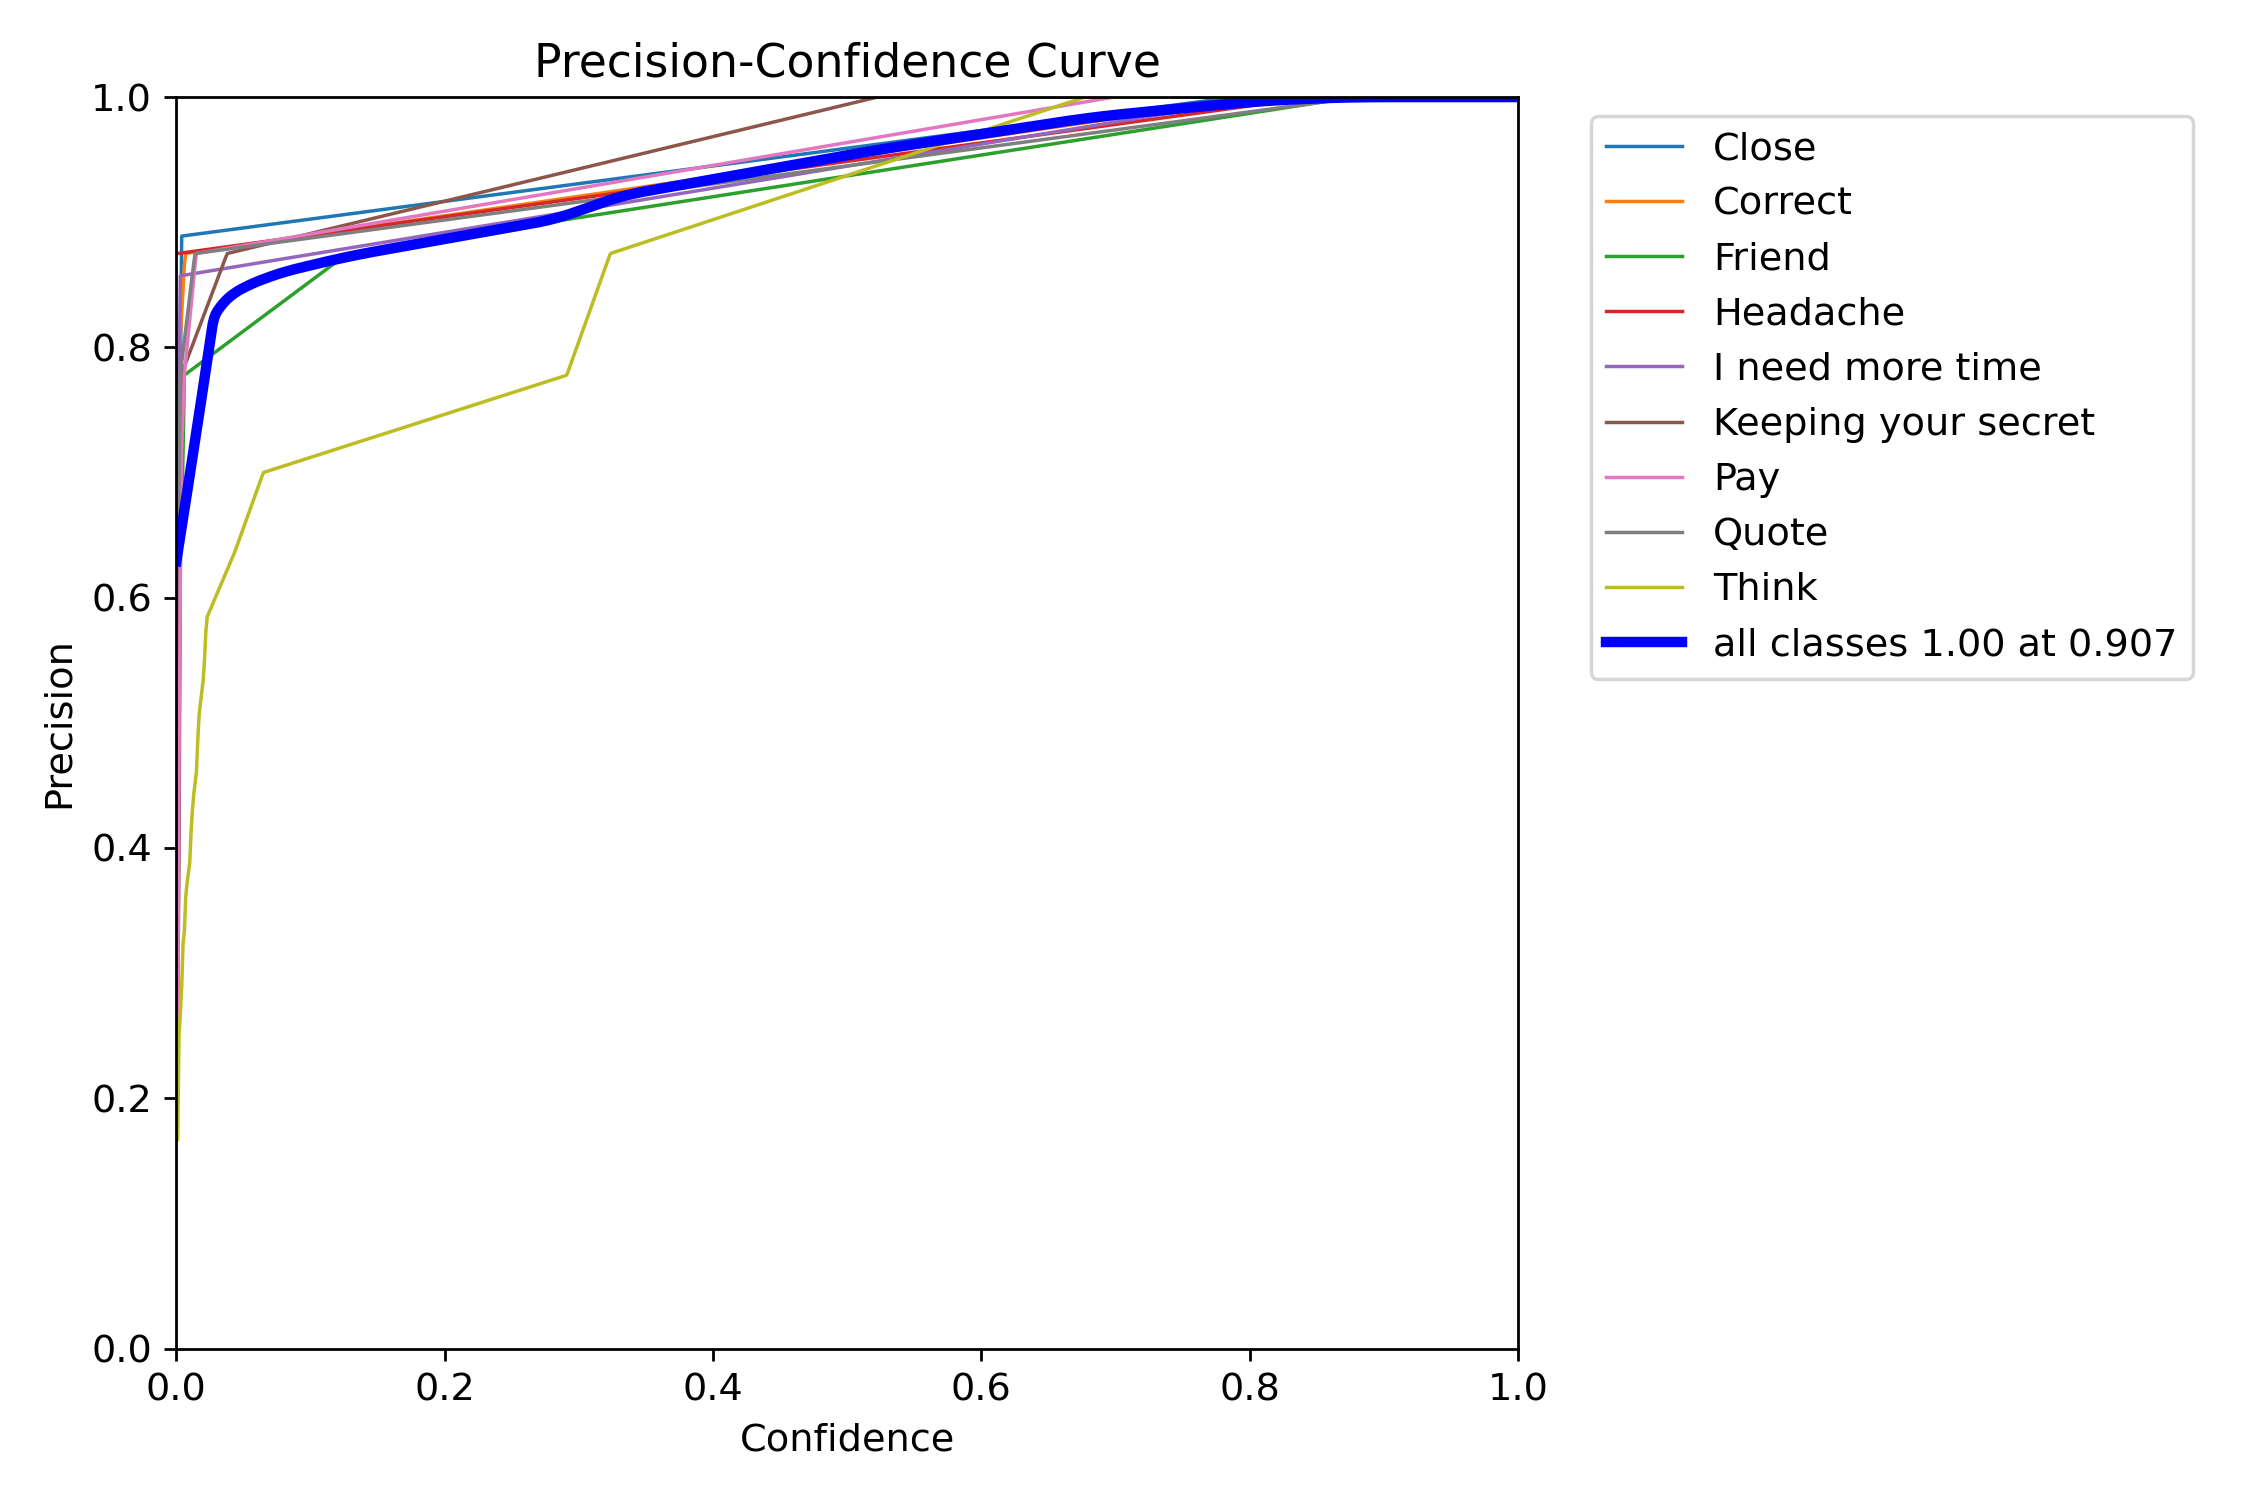 Precision-Confidence Curve
1.0
0.8
0.6
0.4
0.2
0.0
Precision
0.0 0.2 0.4 0.6 0.8 1.0
Confidence
Close
Correct
Friend
Headache
I need more time
Keeping your secret
Pay
Quote
Think
all classes 1.00 at 0.907